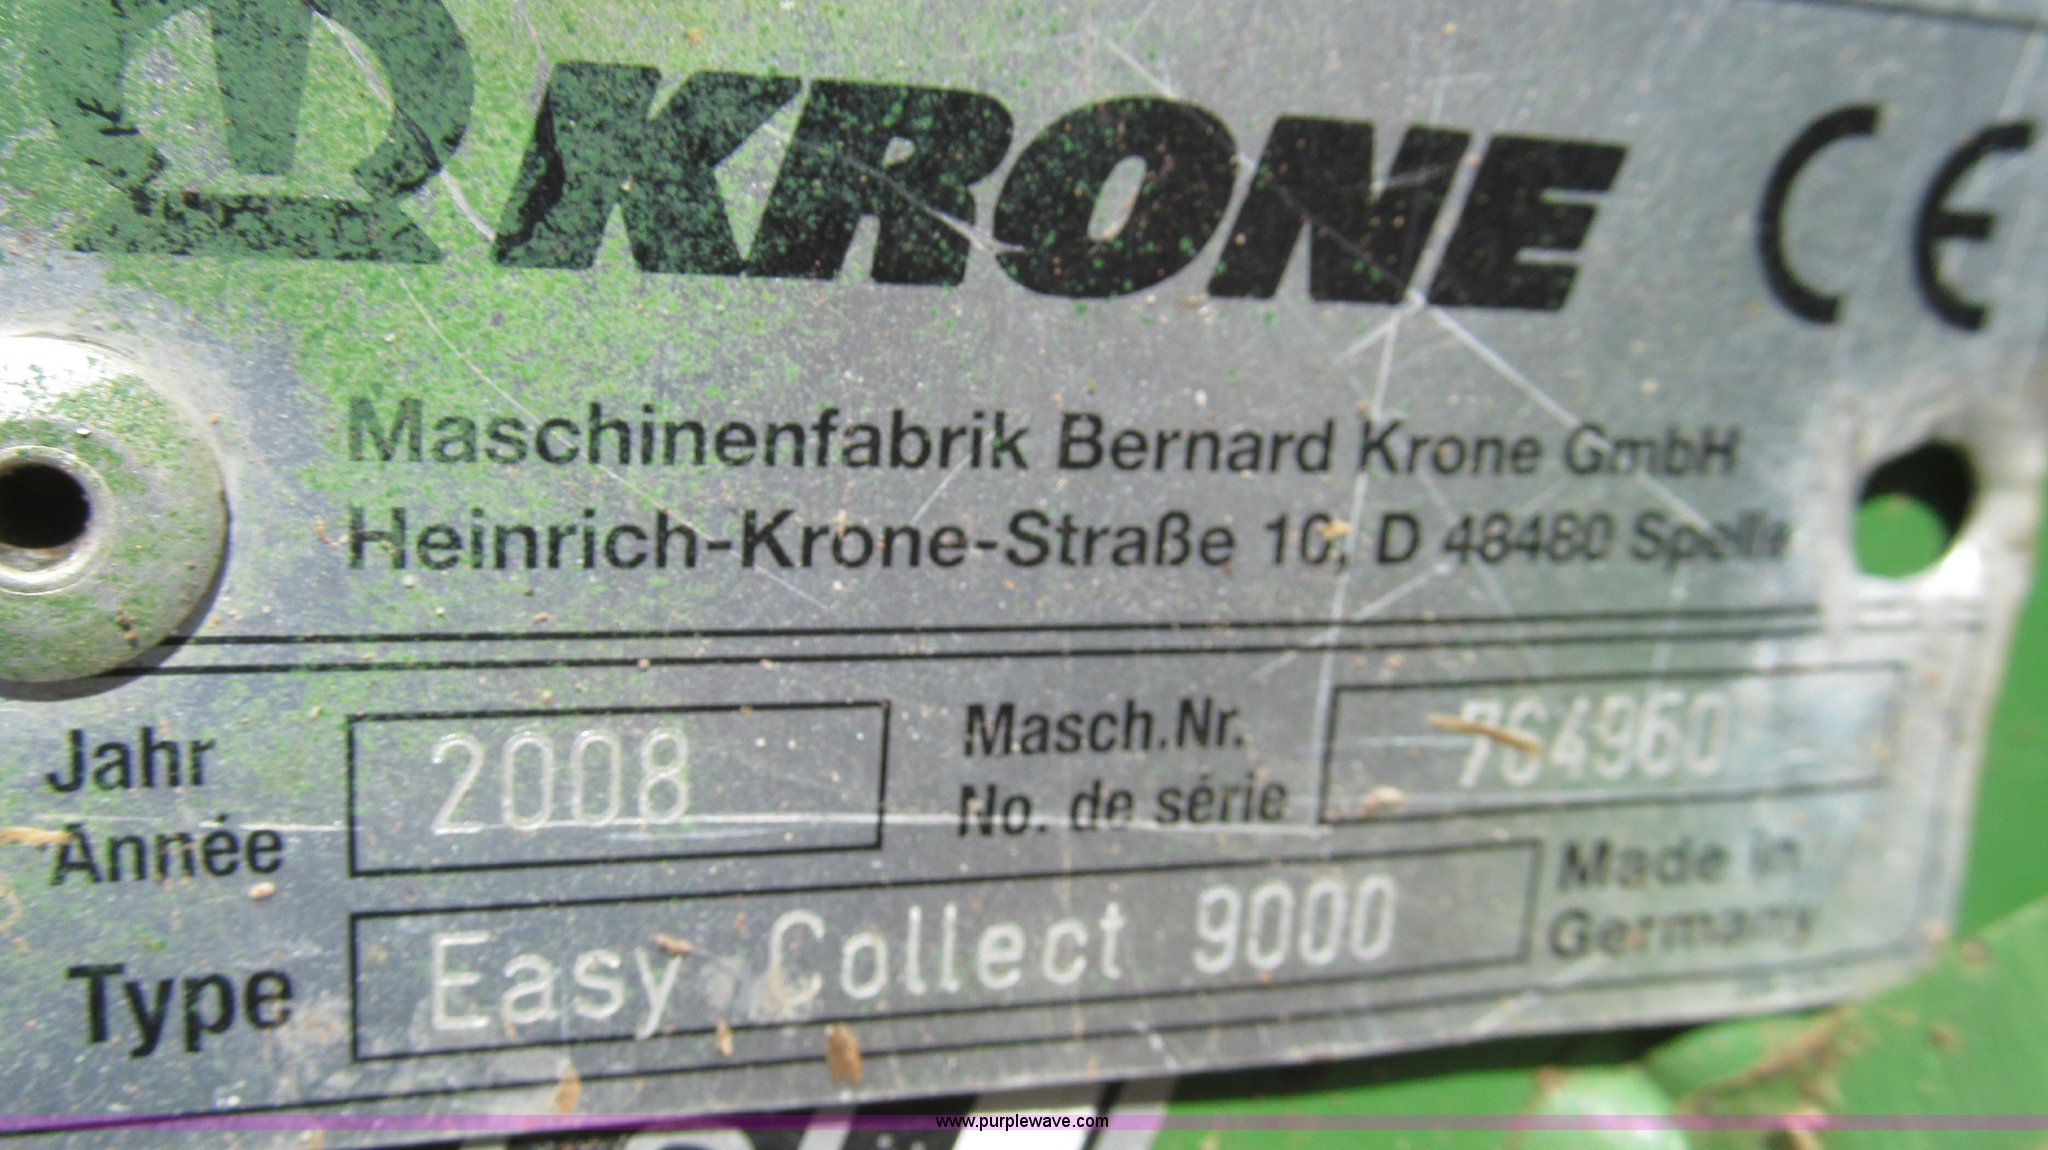 KRONE CE
Maschinenfabrik Bernard Krone GmbH
Heinrich-Krone-Straße 10, D 48480 Spelle
Jahr
Année
2008
Masch.Nr.
No. de série
764960
Type
Easy Collect 9000
Made in
Germany
www.purplewave.com